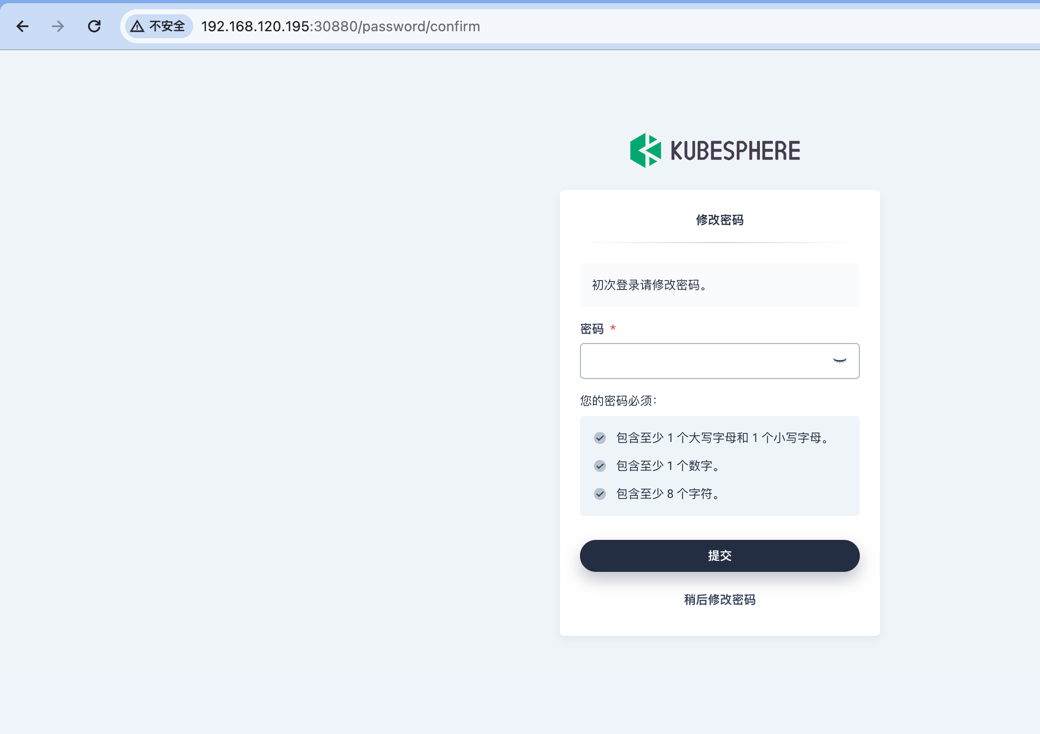 不安全 192.168.120.195:30880/password/confirm
KUBESPHERE
修改密码
初次登录请修改密码。
密码 *
您的密码必须:
包含至少 1 个大写字母和 1 个小写字母。
包含至少 1 个数字。
包含至少 8 个字符。
提交
稍后修改密码